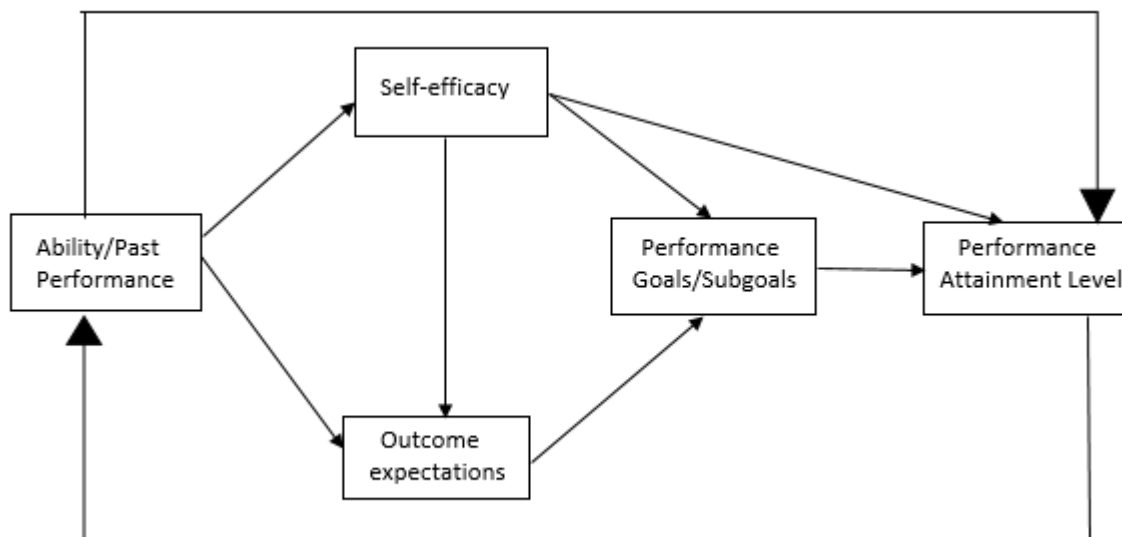 Self-efficacy
Ability/Past
Performance
Performance
Goals/Subgoals
Performance
Attainment Level
Outcome
expectations